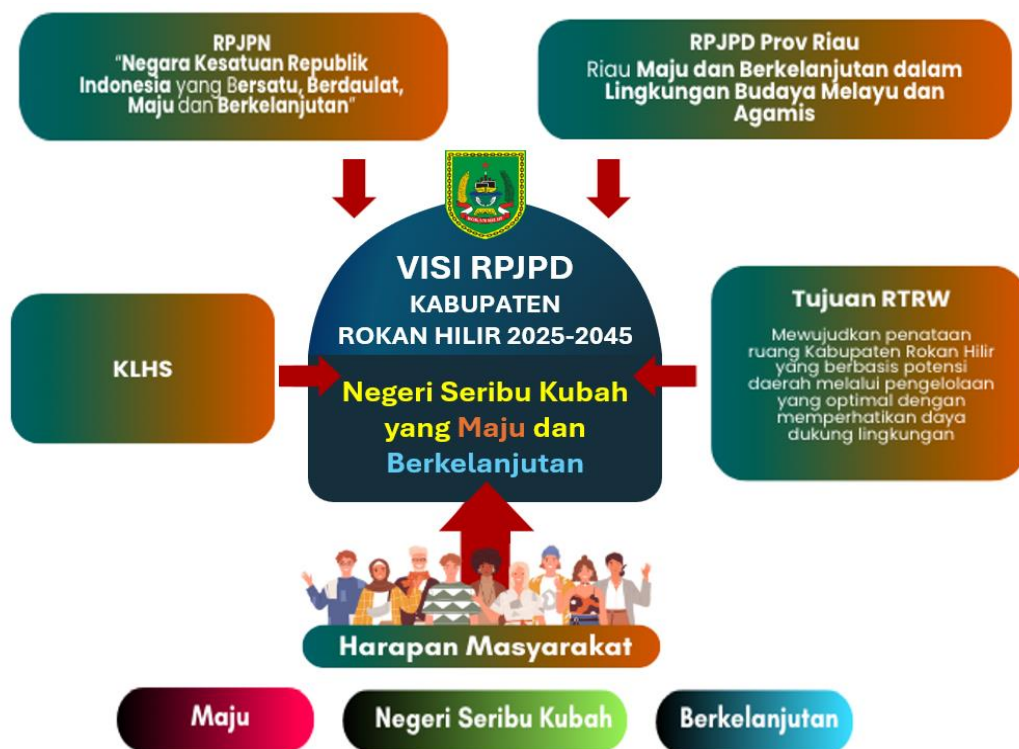 RPJPN
“Negara Kesatuan Republik
Indonesia yang Bersatu, Berdaulat,
Maju dan Berkelanjutan”
RPJPD Prov Riau
Riau Maju dan Berkelanjutan dalam
Lingkungan Budaya Melayu dan
Agamis
ROKAN HILIR
VISI RPJPD
KABUPATEN
ROKAN HILIR 2025-2045
Negeri Seribu Kubah
yang Maju dan
Berkelanjutan
KLHS
Tujuan RTRW
Mewujudkan penataan
ruang Kabupaten Rokan Hilir
yang berbasis potensi
daerah melalui pengelolaan
yang optimal dengan
memperhatikan daya
dukung lingkungan
Harapan Masyarakat
Maju
Negeri Seribu Kubah
Berkelanjutan